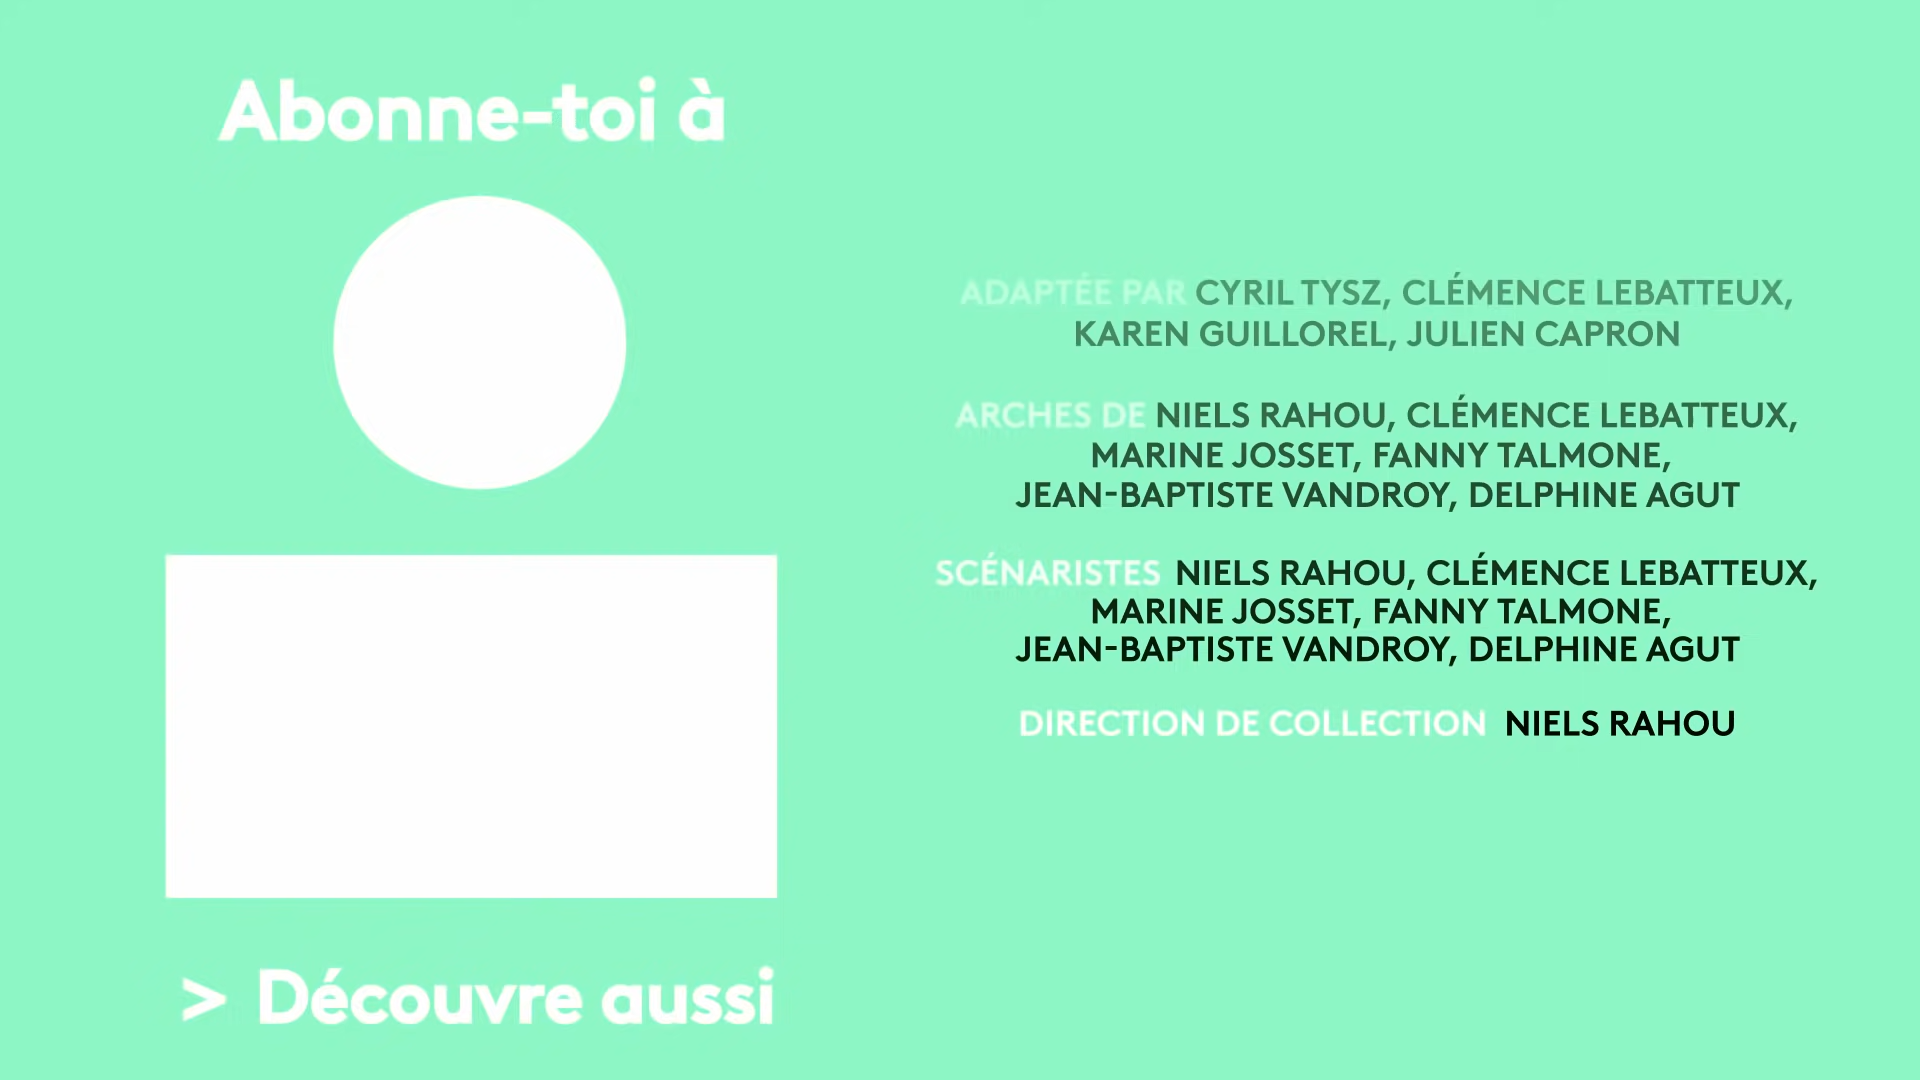 Abonne-toi à
> Découvre aussi
ADAPTÉE PAR CYRIL TYSZ, CLÉMENCE LEBATTEUX,
KAREN GUILLOREL, JULIEN CAPRON
ARCHES DE NIELS RAHOU, CLÉMENCE LEBATTEUX,
MARINE JOSSET, FANNY TALMONE,
JEAN-BAPTISTE VANDROY, DELPHINE AGUT
SCÉNARISTES NIELS RAHOU, CLÉMENCE LEBATTEUX,
MARINE JOSSET, FANNY TALMONE,
JEAN-BAPTISTE VANDROY, DELPHINE AGUT
DIRECTION DE COLLECTION NIELS RAHOU